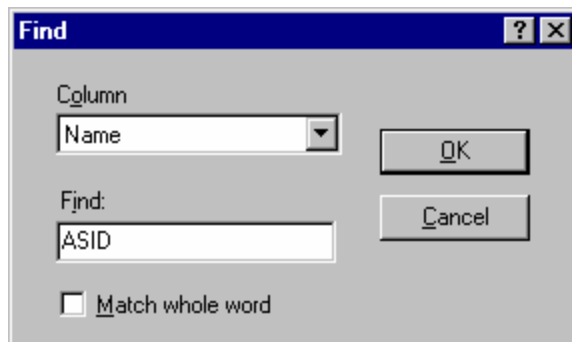 Find
Column
Name
OK
Find:
ASID
Cancel
Match whole word